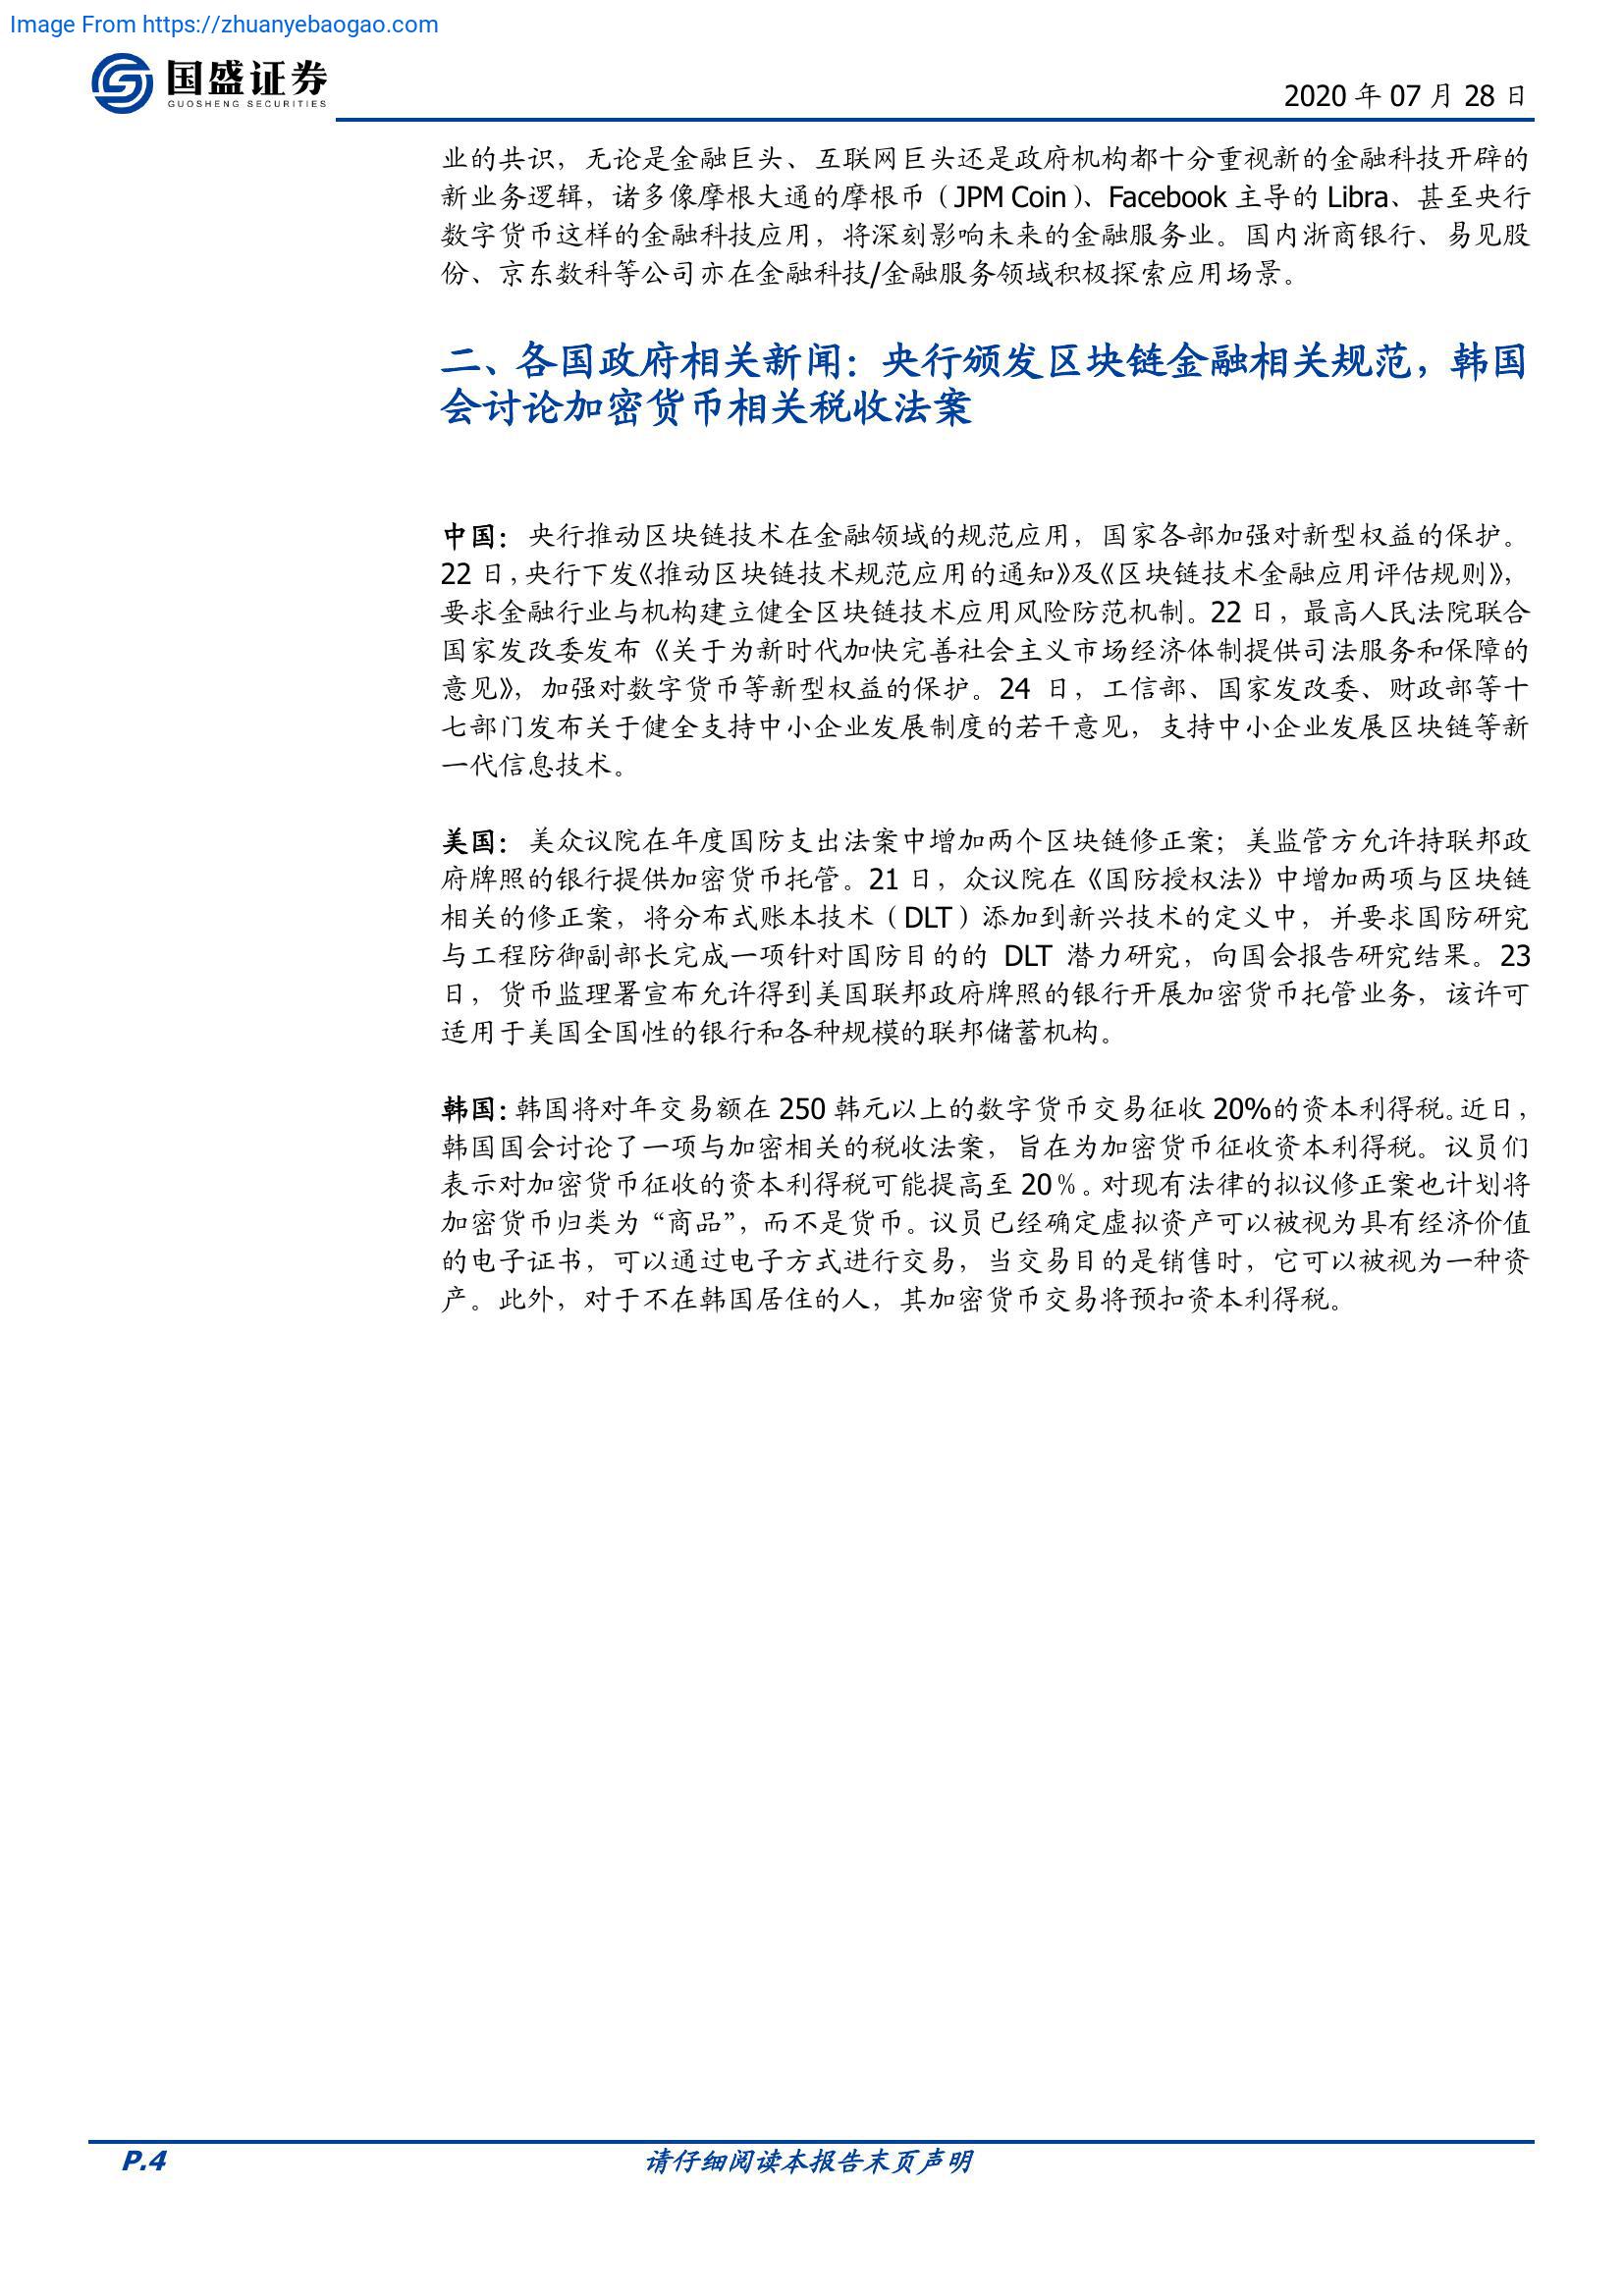 Image From https://zhuanyebaogao.com
国盛证券
GUOSHENG SECURITIES
2020 年 07 月 28 日
业的共识，无论是金融巨头、互联网巨头还是政府机构都十分重视新的金融科技开辟的
新业务逻辑，诸多像摩根大通的摩根币（JPM Coin）、Facebook 主导的 Libra、甚至央行
数字货币这样的金融科技应用，将深刻影响未来的金融服务业。国内浙商银行、易见股
份、京东数科等公司亦在金融科技/金融服务领域积极探索应用场景。
二、各国政府相关新闻：央行颁发区块链金融相关规范，韩国
会讨论加密货币相关税收法案
中国：央行推动区块链技术在金融领域的规范应用，国家各部加强对新型权益的保护。
22 日，央行下发《推动区块链技术规范应用的通知》及《区块链技术金融应用评估规则》，
要求金融行业与机构建立健全区块链技术应用风险防范机制。22 日，最高人民法院联合
国家发改委发布《关于为新时代加快完善社会主义市场经济体制提供司法服务和保障的
意见》，加强对数字货币等新型权益的保护。24 日，工信部、国家发改委、财政部等十
七部门发布关于健全支持中小企业发展制度的若干意见，支持中小企业发展区块链等新
一代信息技术。
美国：美众议院在年度国防支出法案中增加两个区块链修正案；美监管方允许持联邦政
府牌照的银行提供加密货币托管。21 日，众议院在《国防授权法》中增加两项与区块链
相关的修正案，将分布式账本技术（DLT）添加到新兴技术的定义中，并要求国防研究
与工程防御副部长完成一项针对国防目的的 DLT 潜力研究，向国会报告研究结果。23
日，货币监理署宣布允许得到美国联邦政府牌照的银行开展加密货币托管业务，该许可
适用于美国全国性的银行和各种规模的联邦储蓄机构。
韩国：韩国将对年交易额在 250 韩元以上的数字货币交易征收 20%的资本利得税。近日，
韩国国会讨论了一项与加密相关的税收法案，旨在为加密货币征收资本利得税。议员们
表示对加密货币征收的资本利得税可能提高至 20％。对现有法律的拟议修正案也计划将
加密货币归类为“商品”，而不是货币。议员已经确定虚拟资产可以被视为具有经济价值
的电子证书，可以通过电子方式进行交易，当交易目的是销售时，它可以被视为一种资
产。此外，对于不在韩国居住的人，其加密货币交易将预扣资本利得税。
P.4
请仔细阅读本报告末页声明